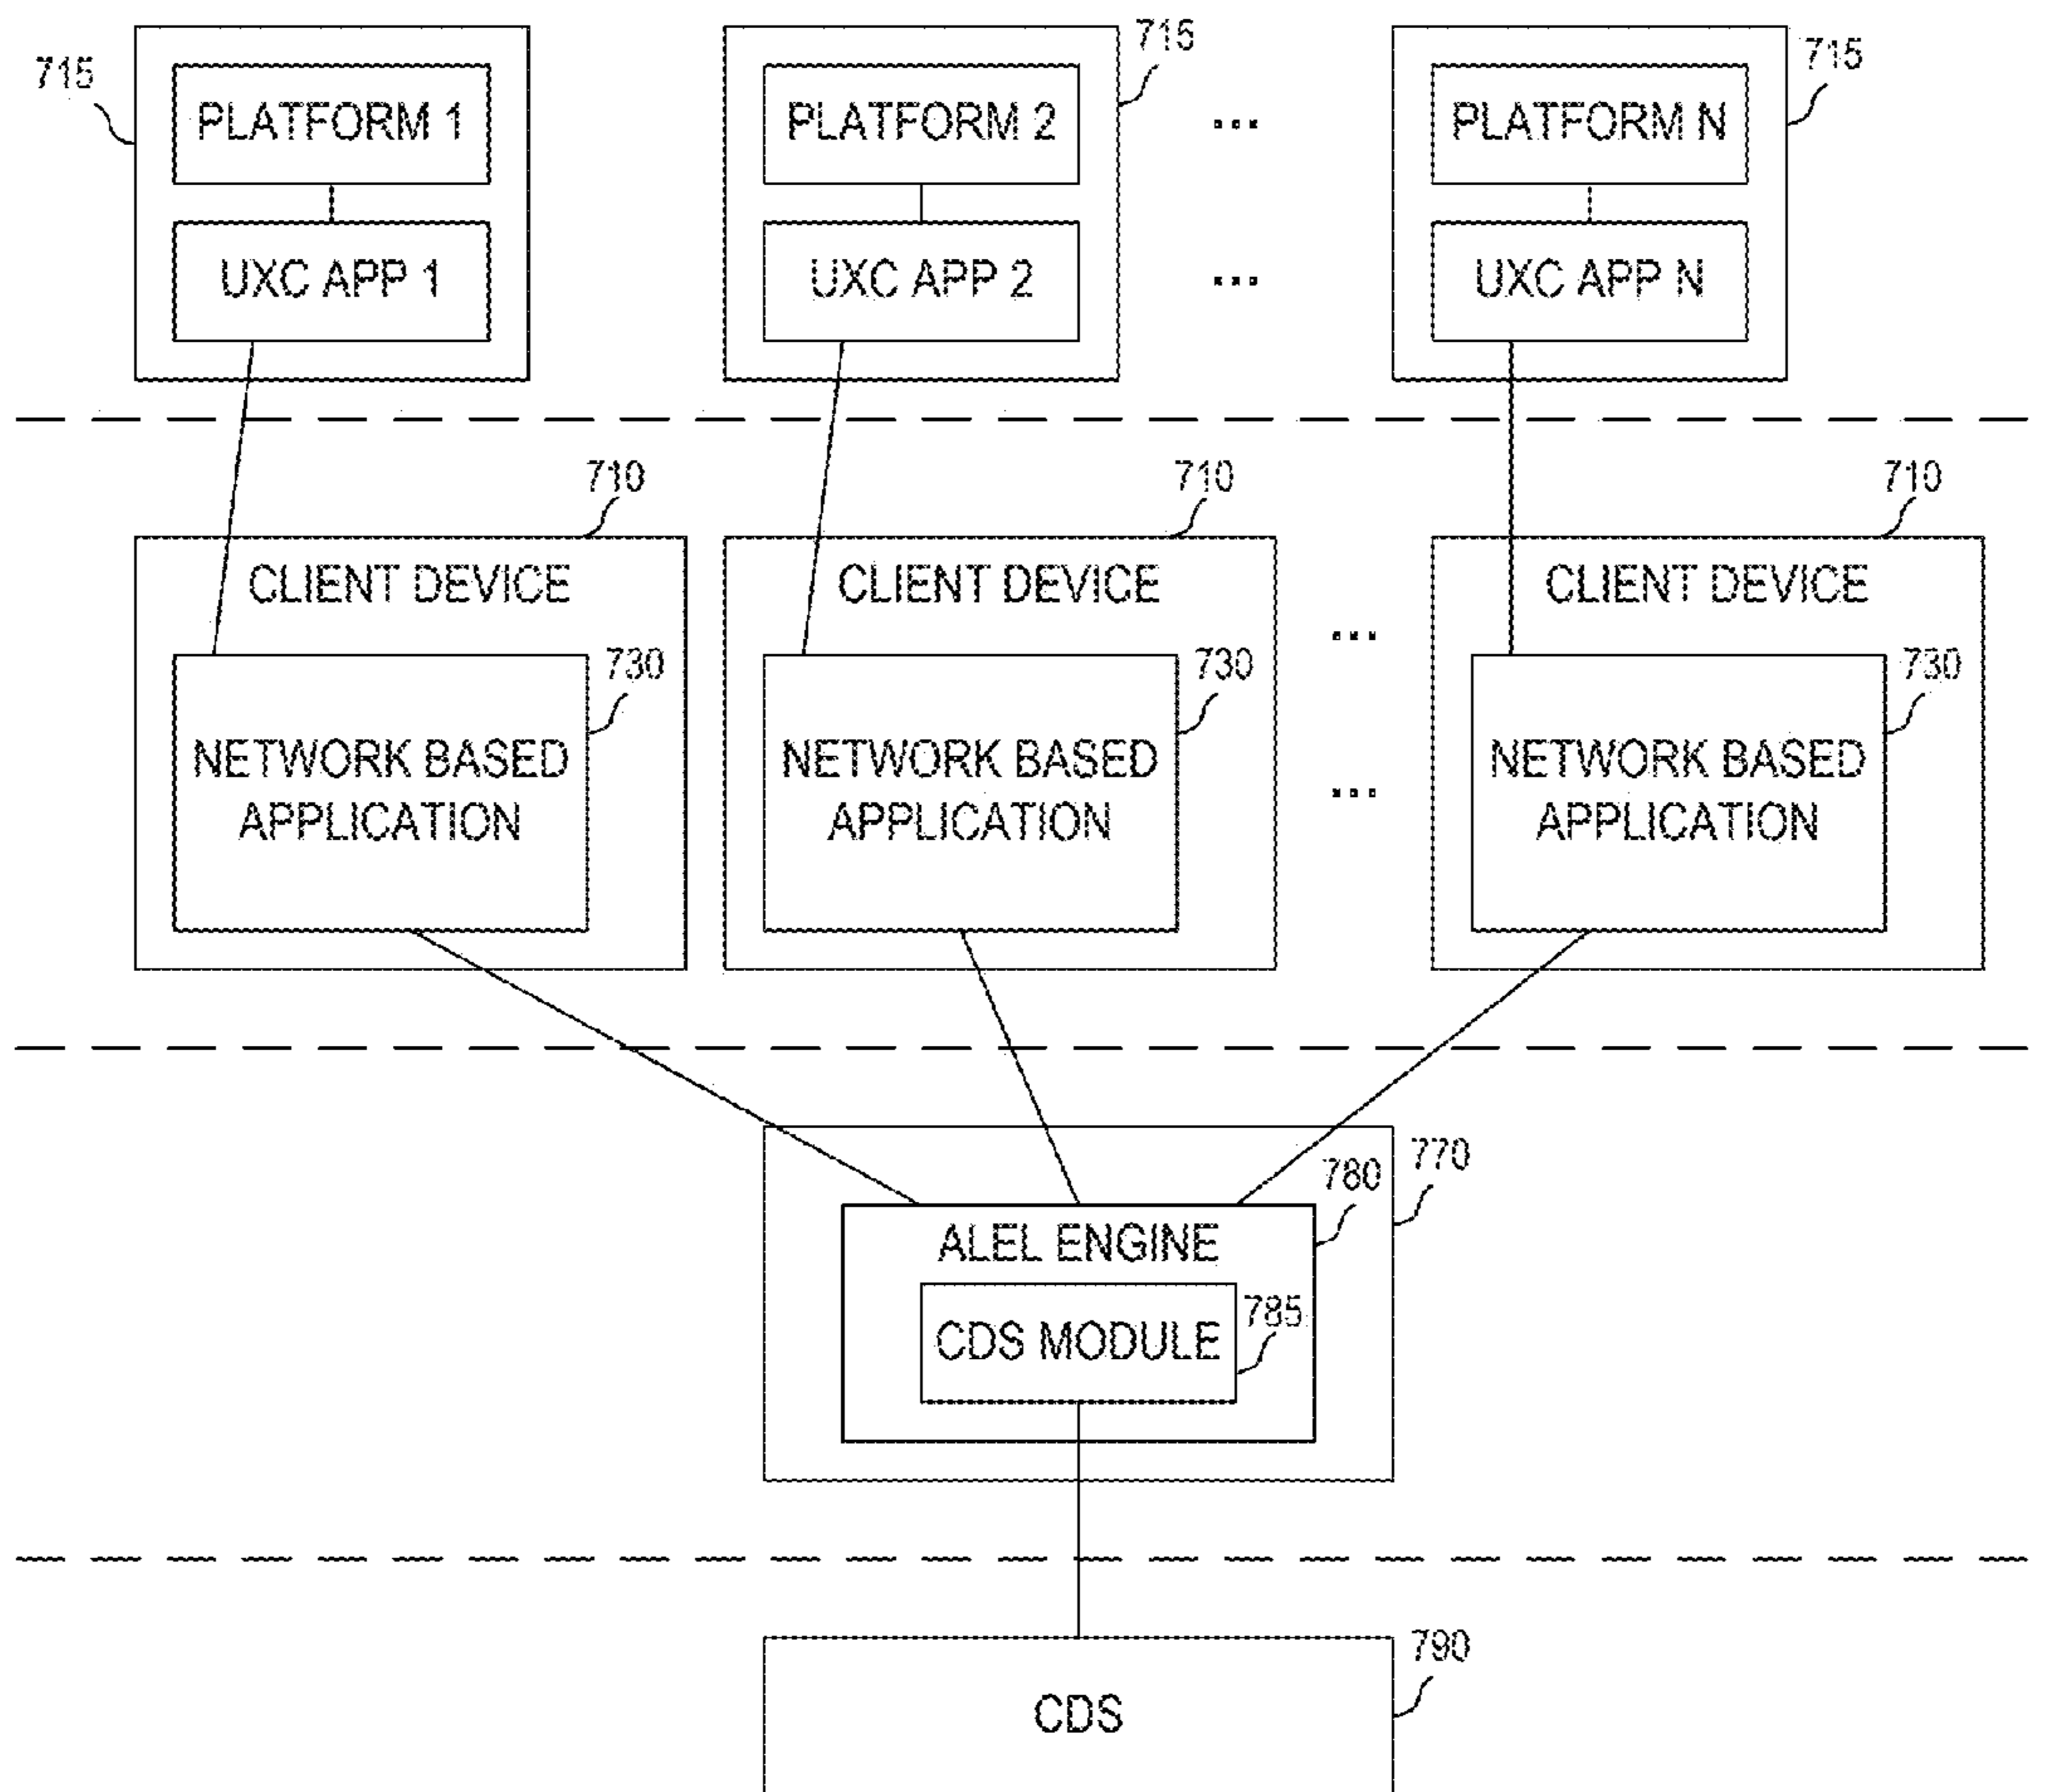 715
PLATFORM 1
UXC APP 1
715
PLATFORM 2
UXC APP 2
...
...
715
PLATFORM N
UXC APP N
710
CLIENT DEVICE
730
NETWORK BASED
APPLICATION
710
CLIENT DEVICE
730
NETWORK BASED
APPLICATION
...
...
710
CLIENT DEVICE
730
NETWORK BASED
APPLICATION
770
780
ALEL ENGINE
785
CDS MODULE
790
CDS